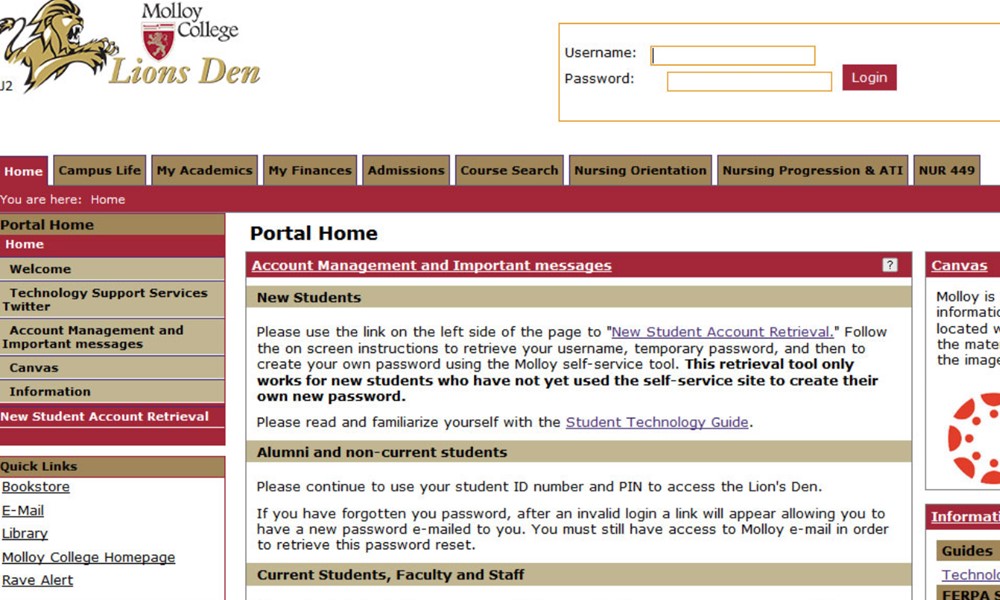 Molloy
College
Lions Den
J2
Username:
Password:
Login
Home
Campus Life
My Academics
My Finances
Admissions
Course Search
Nursing Orientation
Nursing Progression & ATI
NUR 449
You are here: Home
Portal Home
Home
Welcome
Technology Support Services
Twitter
Account Management and
Important messages
Canvas
Information
New Student Account Retrieval
Quick Links
Bookstore
E-Mail
Library
Molloy College Homepage
Rave Alert
Portal Home
Account Management and Important messages
?
New Students
Please use the link on the left side of the page to "New Student Account Retrieval." Follow
the on screen instructions to retrieve your username, temporary password, and then to
create your own password using the Molloy self-service tool. This retrieval tool only
works for new students who have not yet used the self-service site to create their
own new password.
Please read and familiarize yourself with the Student Technology Guide.
Alumni and non-current students
Please continue to use your student ID number and PIN to access the Lion's Den.
If you have forgotten you password, after an invalid login a link will appear allowing you to
have a new password e-mailed to you. You must still have access to Molloy e-mail in order
to retrieve this password reset.
Current Students, Faculty and Staff
Canvas
Molloy is
informatio
located w
the mate
the image
Informati
Guides
Technolo
FERPA S